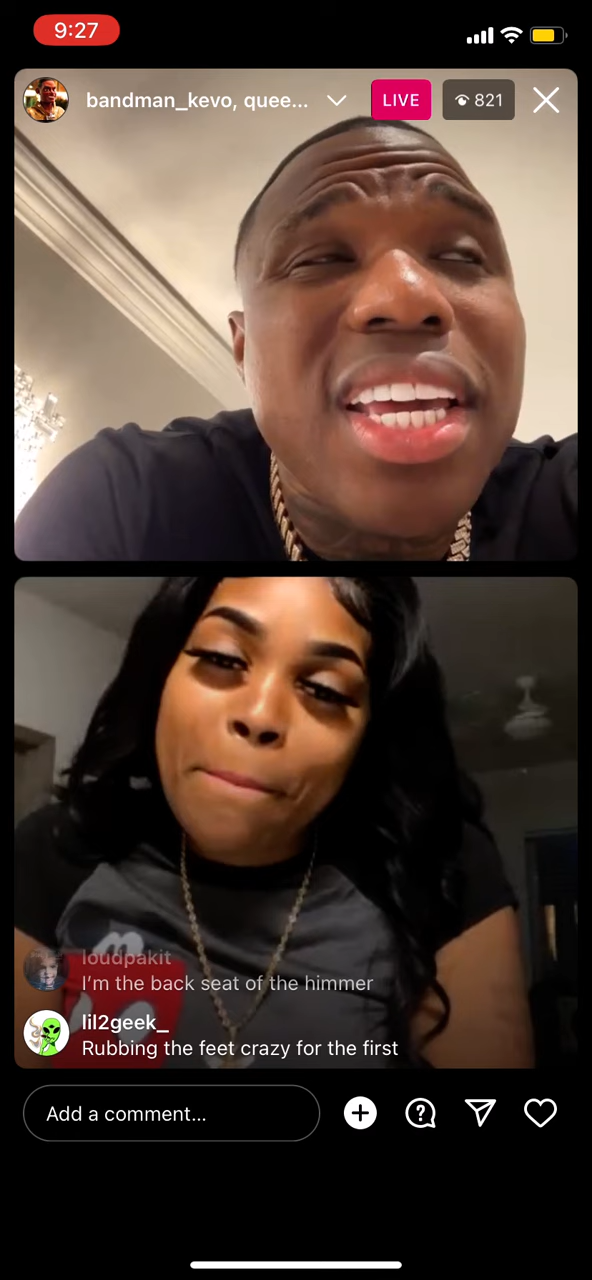 9:27
bandman_kevo, quee...
LIVE
821
loudpakit
I'm the back seat of the himmer
lil2geek_
Rubbing the feet crazy for the first
Add a comment...